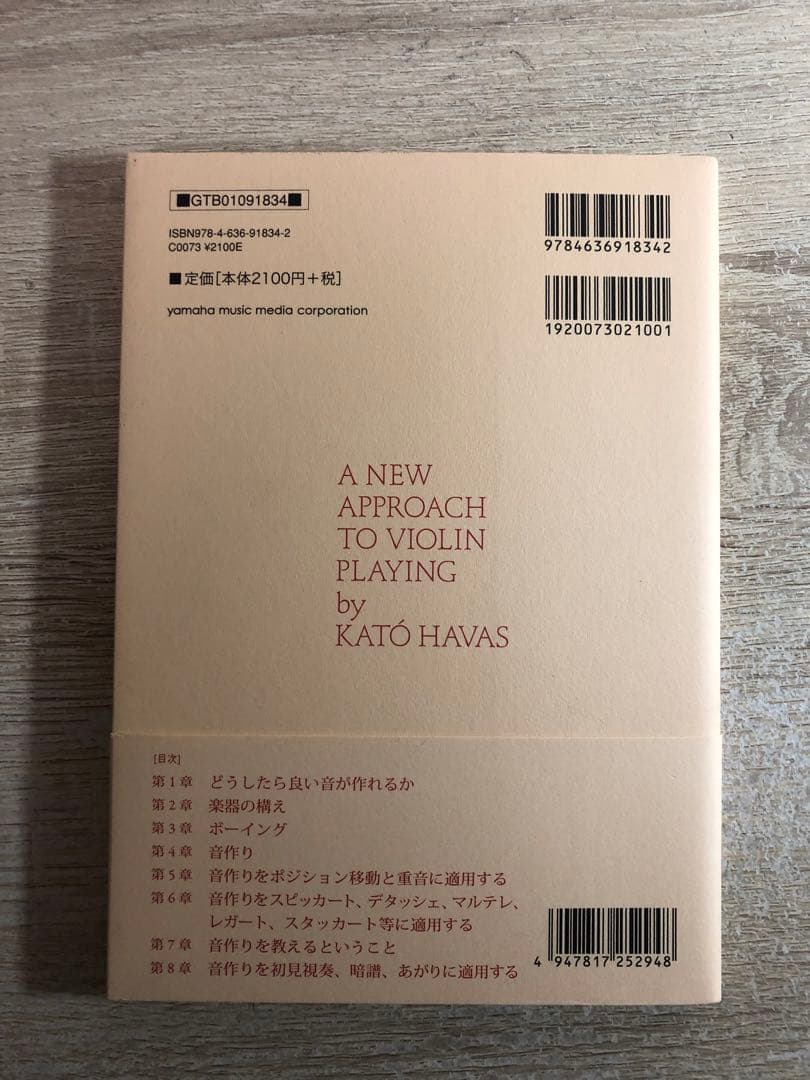 ■GTB01091834■
ISBN978-4-636-91834-2
C0073 ¥2100E
■定価[本体2100円+税]
yamaha music media corporation
9784636918342
1920073021001
A NEW
APPROACH
TO VIOLIN
PLAYING
by
KATÓ HAVAS
[目次]
第1章 どうしたら良い音が作れるか
第2章 楽器の構え
第3章 ボーイング
第4章 音作り
第5章 音作りをポジション移動と重音に適用する
第6章 音作りをスピッカート、デタッシェ、マルテレ、
レガート、スタッカート等に適用する
第7章 音作りを教えるということ
第8章 音作りを初見視奏、暗譜、あがりに適用する
4 947817 252948